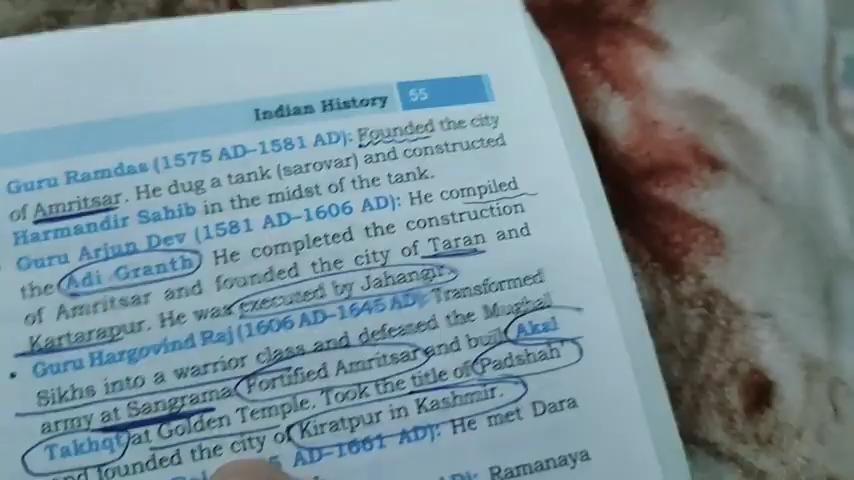 Indian History 55
Guru Ramdas (1575 AD–1581 AD): Founded the city
of Amritsar. He dug a tank (sarovar) and constructed
Harmandir Sahib in the midst of the tank.
Guru Arjun Dev (1581 AD–1606 AD): He compiled
the Adi Granth. He completed the construction
of Amritsar and founded the city of Taran and
Kartarapur. He was executed by Jahangir.
• Guru Hargovind Raj (1606 AD–1645 AD): Transformed
Sikhs into a warrior class and defeated the Mughal
army at Sangrama. Fortified Amritsar and built Akal
Takhqt at Golden Temple. Took the title of 'Padshah'
and founded the city of Kiratpur in Kashmir.
AD–1661 AD): He met Dara
Ramanaya